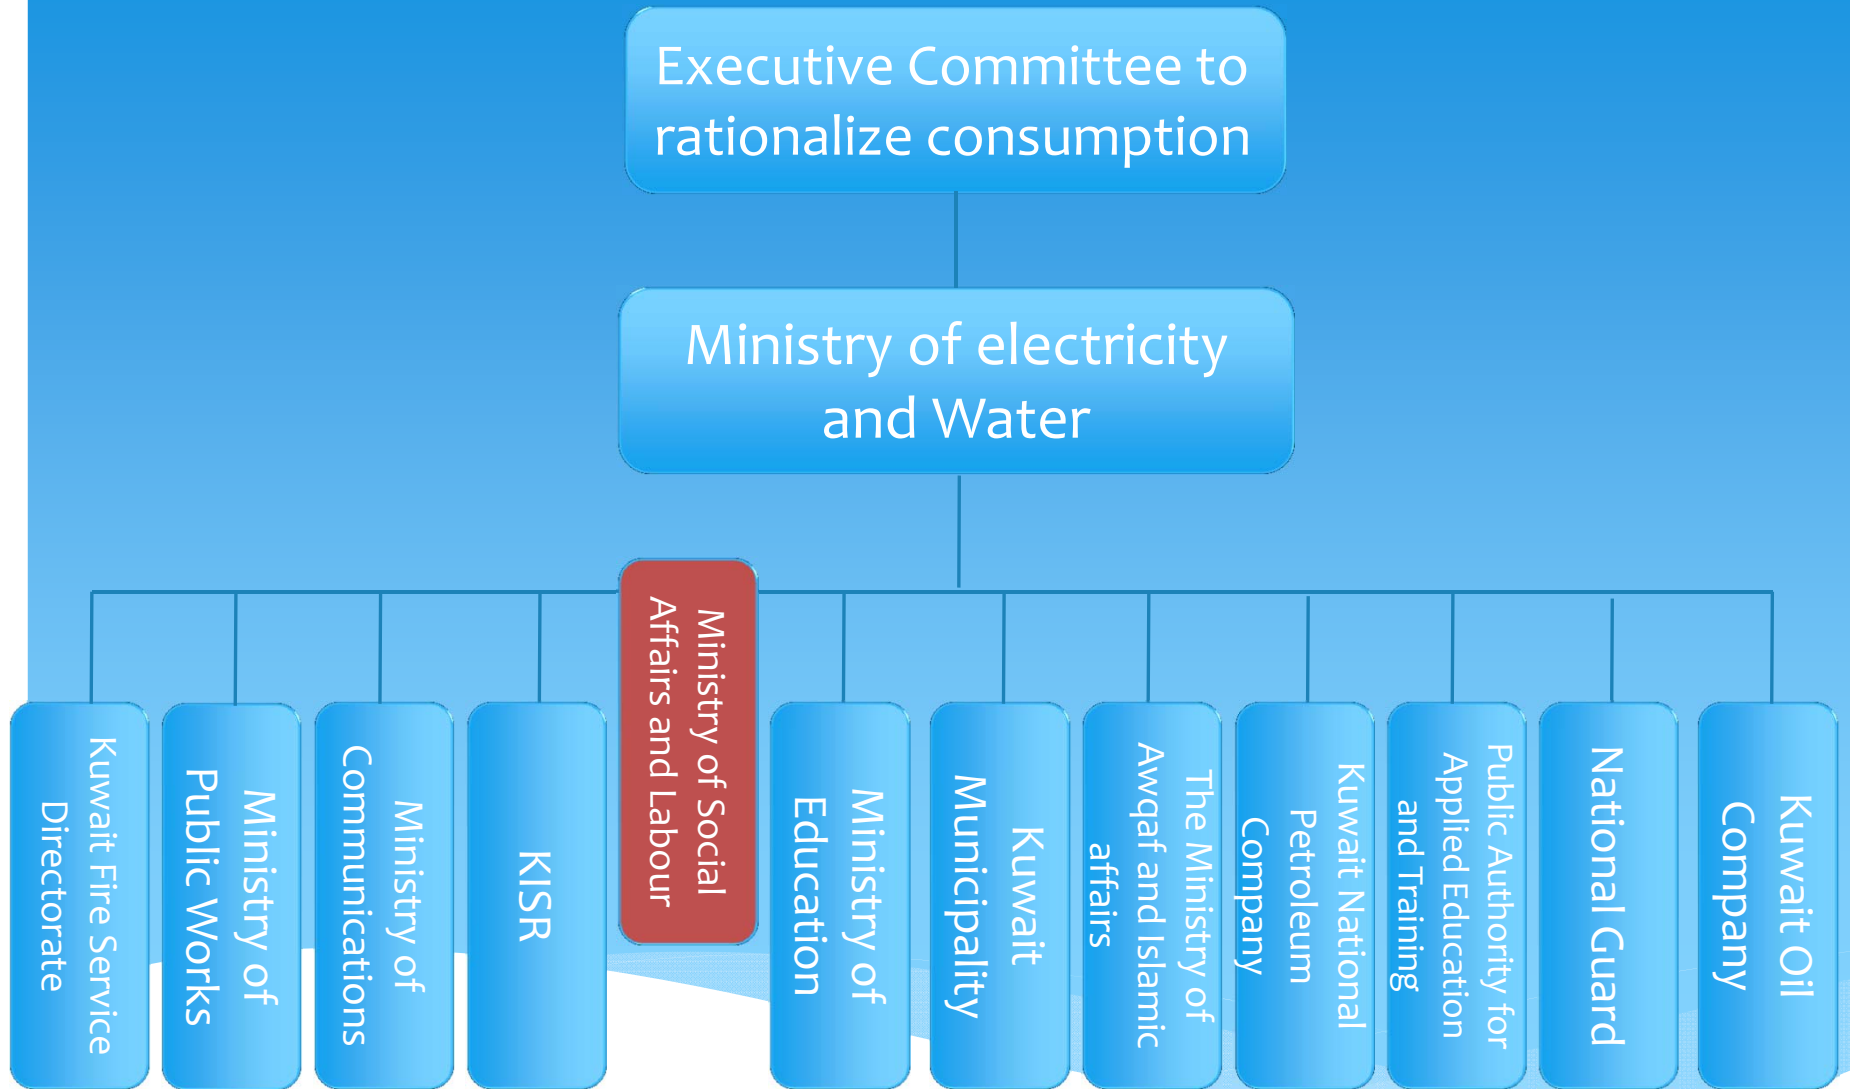 Executive Committee to
rationalize consumption
Ministry of electricity
and Water
Kuwait Fire Service
Directorate
Ministry of
Public Works
Ministry of
Communications
KISR
Ministry of Social
Affairs and Labour
Ministry of
Education
Kuwait
Municipality
The Ministry of
Awqaf and Islamic
affairs
Kuwait National
Petroleum
Company
Public Authority for
Applied Education
and Training
National Guard
Kuwait Oil
Company